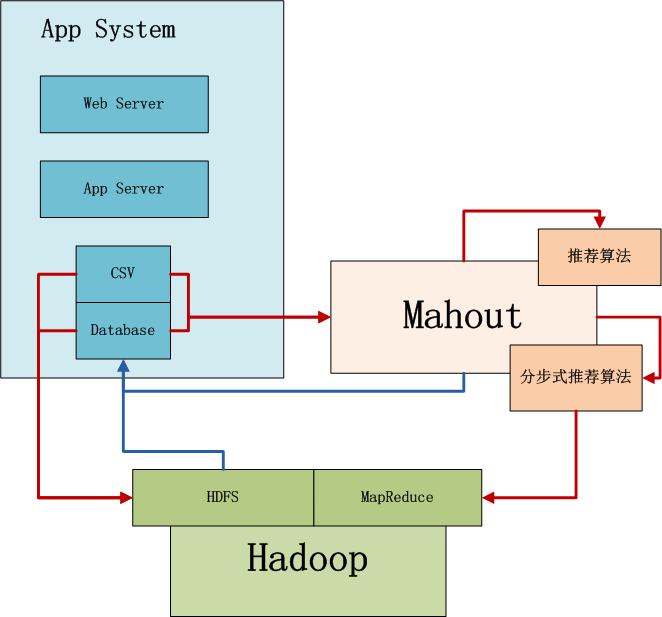 App System
Web Server
App Server
CSV
Database
Mahout
推荐算法
分步式推荐算法
HDFS
MapReduce
Hadoop